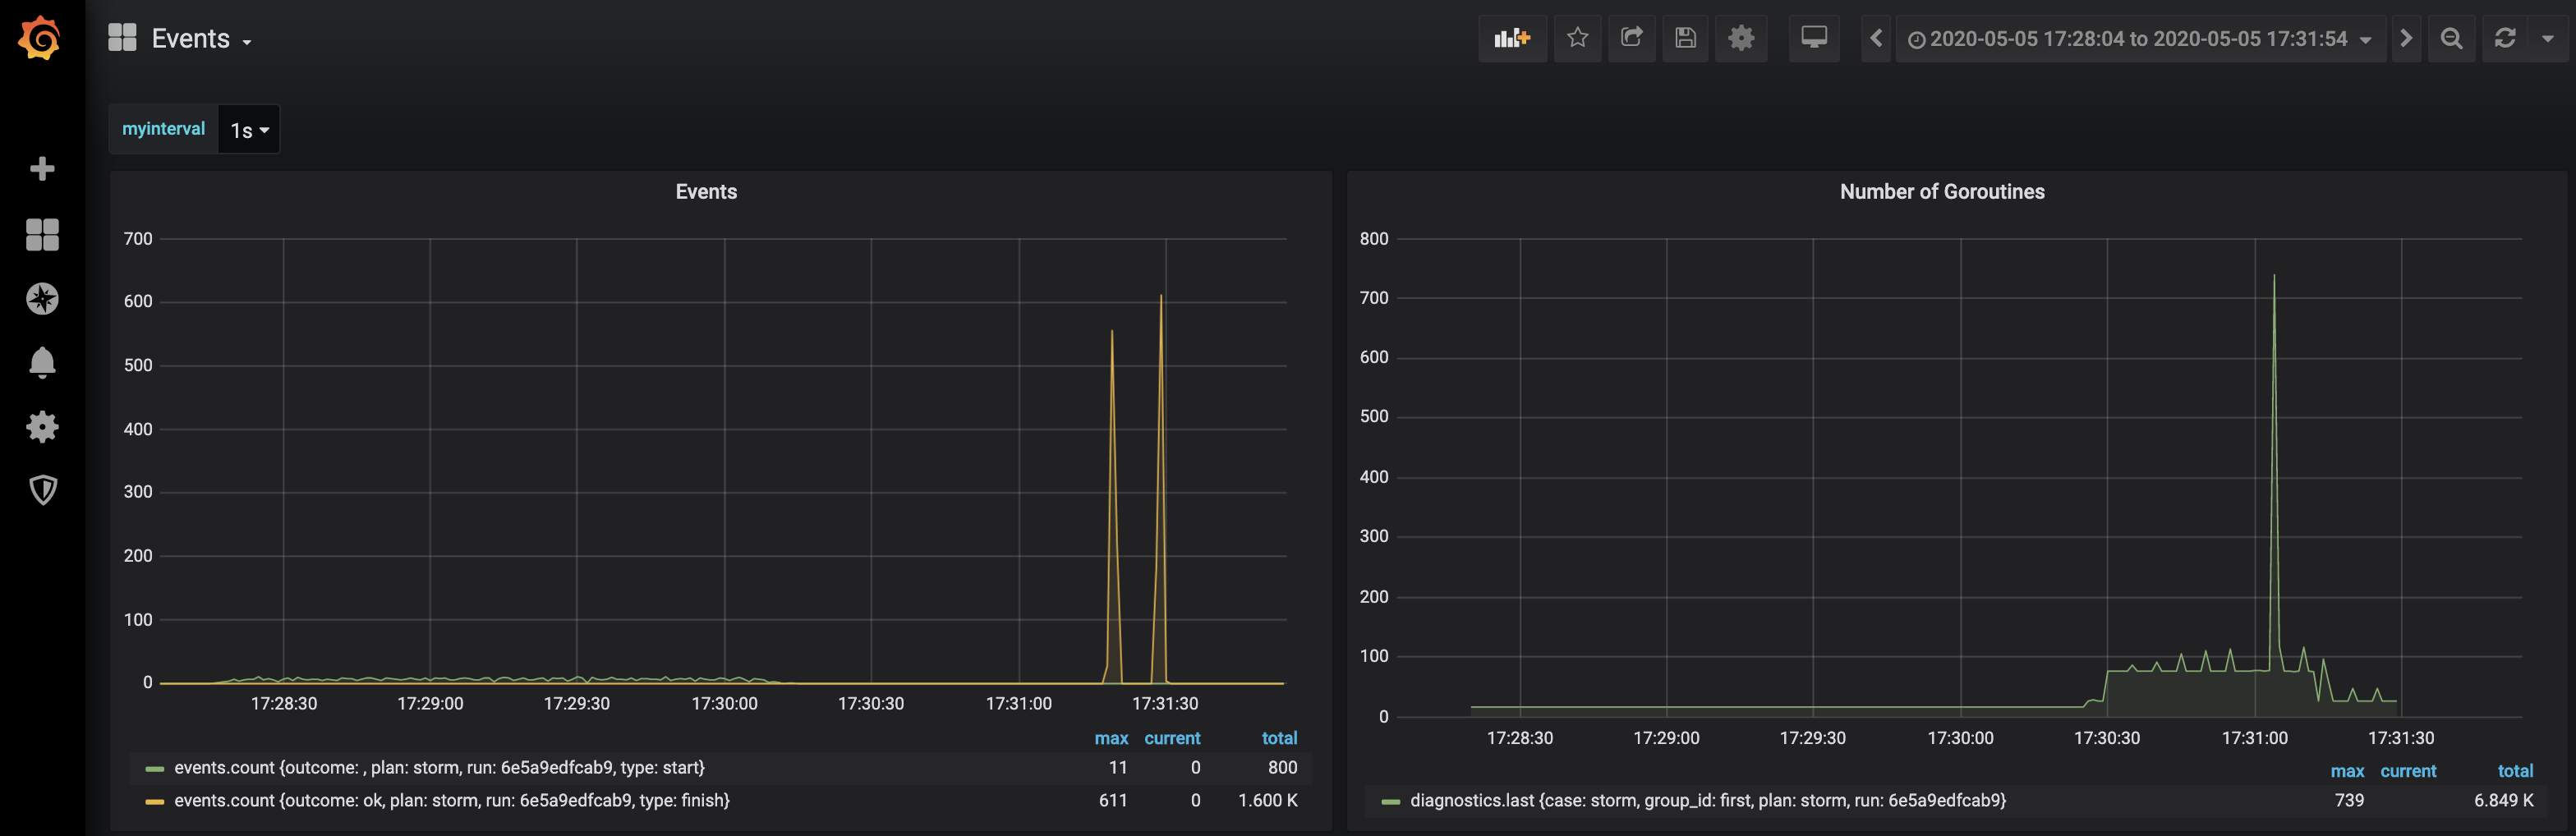 Events
2020-05-05 17:28:04 to 2020-05-05 17:31:54
myinterval 1s
Events
700
600
500
400
300
200
100
0
17:28:30 17:29:00 17:29:30 17:30:00 17:30:30 17:31:00 17:31:30
max current total
events.count {outcome: , plan: storm, run: 6e5a9edfcab9, type: start} 11 0 800
events.count {outcome: ok, plan: storm, run: 6e5a9edfcab9, type: finish} 611 0 1.600 K
Number of Goroutines
800
700
600
500
400
300
200
100
0
17:28:30 17:29:00 17:29:30 17:30:00 17:30:30 17:31:00 17:31:30
max current total
diagnostics.last {case: storm, group_id: first, plan: storm, run: 6e5a9edfcab9} 739 6.849 K